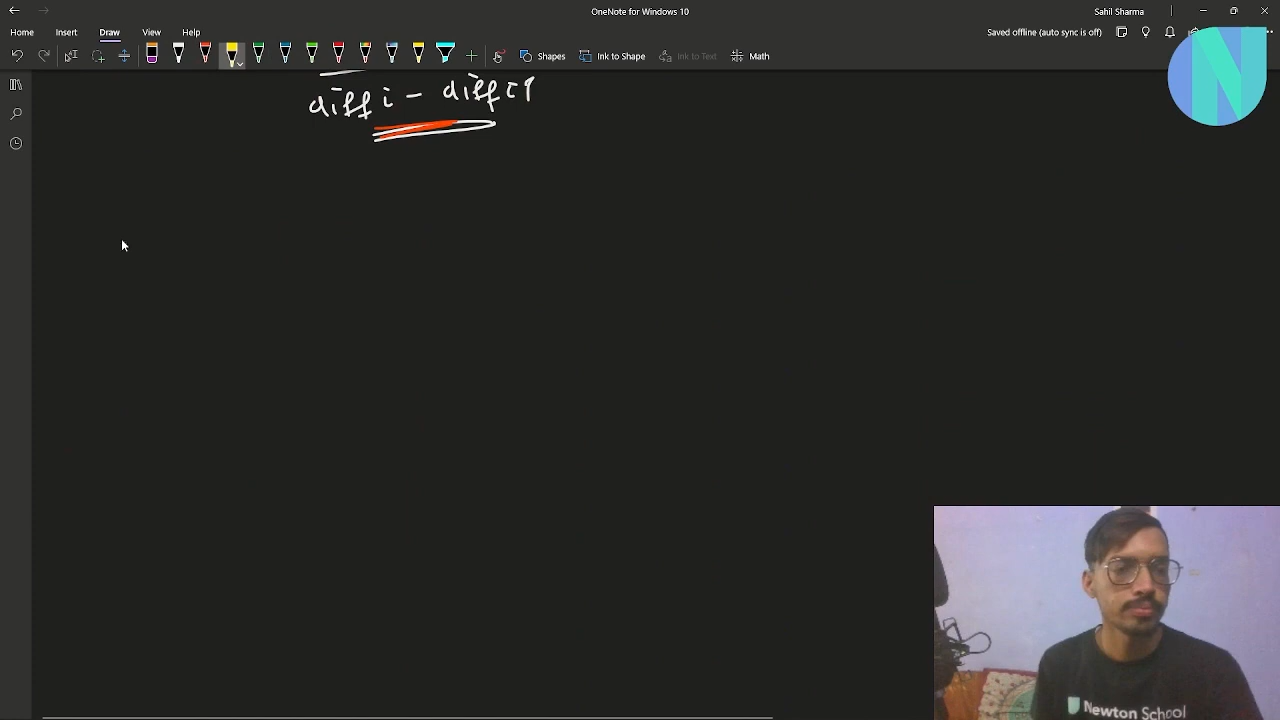 OneNote for Windows 10
Sahil Sharma
Home Insert Draw View Help
Saved offline (auto sync is off)
Shapes Ink to Shape Ink to Text Math
diff i - diff i
Newton School